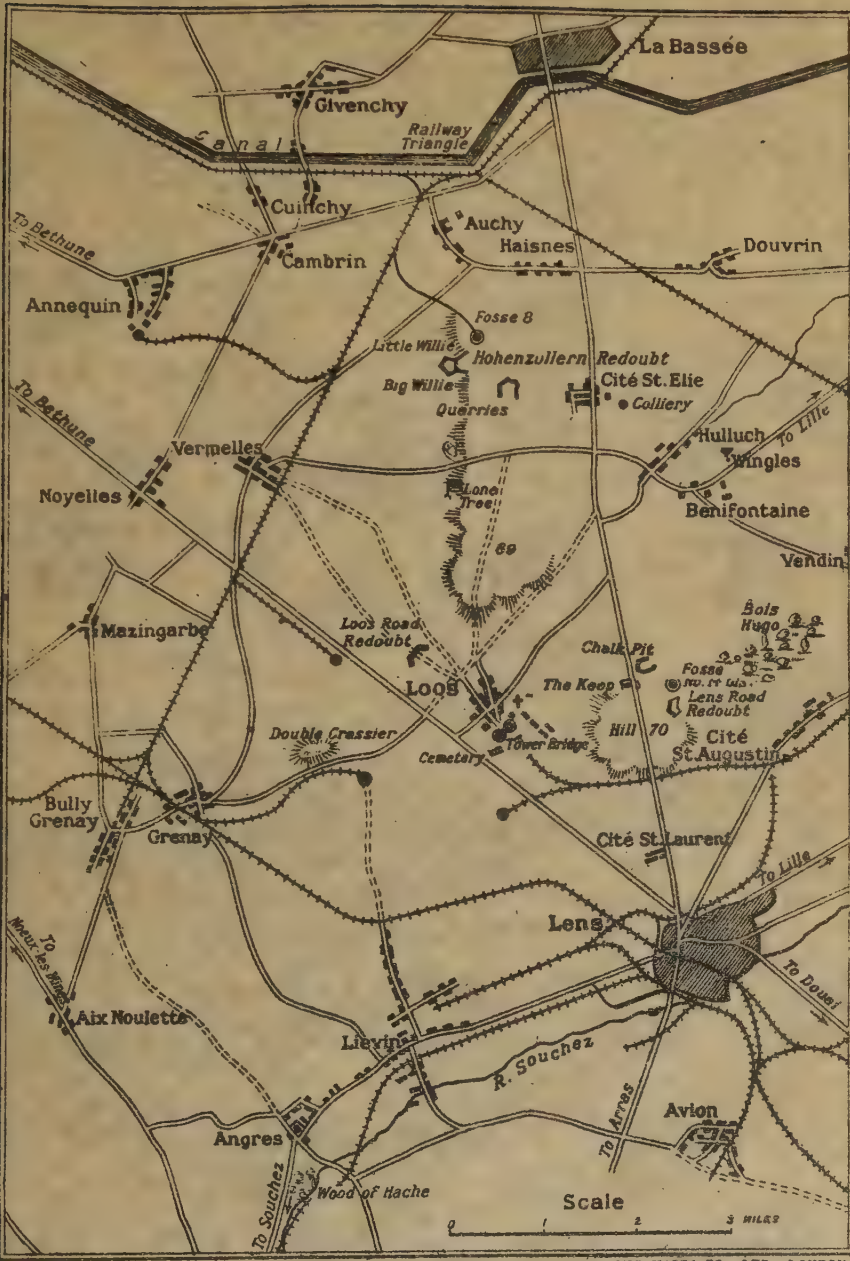 La Bassée
Givenchy
Canal
Railway
Triangle
Cuinchy
Auchy
Haisnes
Douvrin
To Bethune
Cambrin
Annequin
Fosse 8
Little Willie
Hohenzollern Redoubt
Big Willie
Cité St. Elie
Quarries
Colliery
To Bethune
Vermelles
Hulluch
To Lille
Wingles
Noyelles
Lone
Tree
Benifontaine
69
Vendin
Mazingarbe
Loos Road
Redoubt
Bois
Hugo
Chalk Pit
LOOS
The Keep
Fosse
Lens Road
Redoubt
Double Crassier
Hill 70
Cité
St. Augustin
Cemetery
Tower Bridge
Bully
Grenay
Grenay
Cité St. Laurent
To Lille
Lens
To
Noeux-les-Mines
To Douai
Aix Noulette
Lievin
R. Souchez
Angres
To Arras
Avion
To Souchez
Wood of Hache
Scale
0 1 2 3 MILES